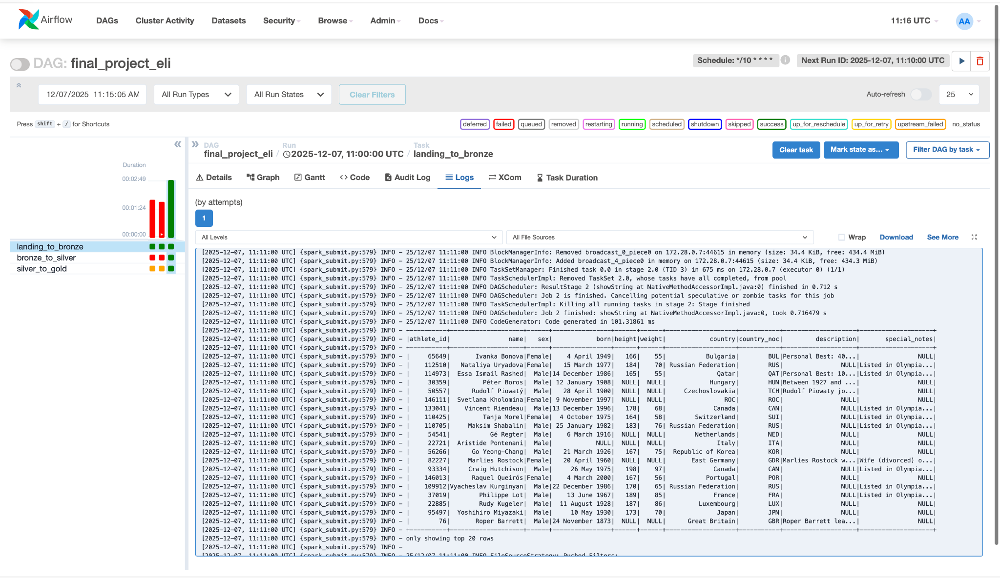 Airflow DAGs Cluster Activity Datasets Security Browse Admin Docs 11:16 UTC AA
DAG: final_project_eli Schedule: */10 * * * * Next Run ID: 2025-12-07, 11:10:00 UTC
12/07/2025 11:15:05 AM All Run Types All Run States Clear Filters Auto-refresh 25
Press shift + / for Shortcuts deferred failed queued removed restarting running scheduled shutdown skipped success up_for_reschedule up_for_retry upstream_failed no_status
DAG Run Task
final_project_eli / 2025-12-07, 11:00:00 UTC / landing_to_bronze Clear task Mark state as... Filter DAG by task
Duration
00:02:49
00:01:24
00:00:00
landing_to_bronze
bronze_to_silver
silver_to_gold
Details Graph Gantt Code Audit Log Logs XCom Task Duration
(by attempts)
1
All Levels All File Sources Wrap Download See More
[2025-12-07, 11:11:00 UTC] {spark_submit.py:579} INFO - 25/12/07 11:11:00 INFO BlockManagerInfo: Removed broadcast_0_piece0 on 172.28.0.7:44615 in memory (size: 34.4 KiB, free: 434.4 MiB)
[2025-12-07, 11:11:00 UTC] {spark_submit.py:579} INFO - 25/12/07 11:11:00 INFO BlockManagerInfo: Added broadcast_4_piece0 in memory on 172.28.0.7:44615 (size: 34.4 KiB, free: 434.3 MiB)
[2025-12-07, 11:11:00 UTC] {spark_submit.py:579} INFO - 25/12/07 11:11:00 INFO TaskSetManager: Finished task 0.0 in stage 2.0 (TID 3) in 675 ms on 172.28.0.7 (executor 0) (1/1)
[2025-12-07, 11:11:00 UTC] {spark_submit.py:579} INFO - 25/12/07 11:11:00 INFO TaskSchedulerImpl: Removed TaskSet 2.0, whose tasks have all completed, from pool
[2025-12-07, 11:11:00 UTC] {spark_submit.py:579} INFO - 25/12/07 11:11:00 INFO DAGScheduler: ResultStage 2 (showString at NativeMethodAccessorImpl.java:0) finished in 0.712 s
[2025-12-07, 11:11:00 UTC] {spark_submit.py:579} INFO - 25/12/07 11:11:00 INFO DAGScheduler: Job 2 is finished. Cancelling potential speculative or zombie tasks for this job
[2025-12-07, 11:11:00 UTC] {spark_submit.py:579} INFO - 25/12/07 11:11:00 INFO TaskSchedulerImpl: Killing all running tasks in stage 2: Stage finished
[2025-12-07, 11:11:00 UTC] {spark_submit.py:579} INFO - 25/12/07 11:11:00 INFO DAGScheduler: Job 2 finished: showString at NativeMethodAccessorImpl.java:0, took 0.716479 s
[2025-12-07, 11:11:00 UTC] {spark_submit.py:579} INFO - 25/12/07 11:11:00 INFO CodeGenerator: Code generated in 101.31861 ms
[2025-12-07, 11:11:00 UTC] {spark_submit.py:579} INFO - +----------+--------------------+------+----------------+------+------+-------------------+-----------+--------------------+--------------------+
[2025-12-07, 11:11:00 UTC] {spark_submit.py:579} INFO - |athlete_id| name| sex| born|height|weight| country|country_noc| description| special_notes|
[2025-12-07, 11:11:00 UTC] {spark_submit.py:579} INFO - +----------+--------------------+------+----------------+------+------+-------------------+-----------+--------------------+--------------------+
[2025-12-07, 11:11:00 UTC] {spark_submit.py:579} INFO - | 65649| Ivanka Bonova|Female| 4 April 1949| 166| 55| Bulgaria| BUL|Personal Best: 40...| NULL|
[2025-12-07, 11:11:00 UTC] {spark_submit.py:579} INFO - | 112510| Nataliya Uryadova|Female| 15 March 1977| 184| 70| Russian Federation| RUS| NULL|Listed in Olympia...|
[2025-12-07, 11:11:00 UTC] {spark_submit.py:579} INFO - | 114973| Essa Ismail Rashed| Male|14 December 1986| 165| 55| Qatar| QAT|Personal Best: 10...|Listed in Olympia...|
[2025-12-07, 11:11:00 UTC] {spark_submit.py:579} INFO - | 30359| Péter Boros| Male| 12 January 1908| NULL| NULL| Hungary| HUN|Between 1927 and ...| NULL|
[2025-12-07, 11:11:00 UTC] {spark_submit.py:579} INFO - | 50557| Rudolf Piowatý| Male| 28 April 1900| NULL| NULL| Czechoslovakia| TCH|Rudolf Piowaty jo...| NULL|
[2025-12-07, 11:11:00 UTC] {spark_submit.py:579} INFO - | 146111| Svetlana Kholomina|Female| 9 November 1997| NULL| NULL| ROC| ROC| NULL| NULL|
[2025-12-07, 11:11:00 UTC] {spark_submit.py:579} INFO - | 133041| Vincent Riendeau| Male|13 December 1996| 178| 68| Canada| CAN| NULL|Listed in Olympia...|
[2025-12-07, 11:11:00 UTC] {spark_submit.py:579} INFO - | 110425| Tanja Morel|Female| 4 October 1975| 164| 58| Switzerland| SUI| NULL|Listed in Olympia...|
[2025-12-07, 11:11:00 UTC] {spark_submit.py:579} INFO - | 110705| Maksim Shabalin| Male| 25 January 1982| 183| 76| Russian Federation| RUS| NULL|Listed in Olympia...|
[2025-12-07, 11:11:00 UTC] {spark_submit.py:579} INFO - | 54541| Gé Regter| Male| 6 March 1916| NULL| NULL| Netherlands| NED| NULL| NULL|
[2025-12-07, 11:11:00 UTC] {spark_submit.py:579} INFO - | 22721| Aristide Pontenani| Male| NULL| NULL| NULL| Italy| ITA| NULL| NULL|
[2025-12-07, 11:11:00 UTC] {spark_submit.py:579} INFO - | 56266| Go Yeong-Chang| Male| 21 March 1926| 167| 75| Republic of Korea| KOR| NULL| NULL|
[2025-12-07, 11:11:00 UTC] {spark_submit.py:579} INFO - | 82227| Marlies Rostock|Female| 20 April 1960| NULL| NULL| East Germany| GDR|Marlies Rostock w...|Wife (divorced) o...|
[2025-12-07, 11:11:00 UTC] {spark_submit.py:579} INFO - | 93334| Craig Hutchison| Male| 26 May 1975| 198| 97| Canada| CAN| NULL|Listed in Olympia...|
[2025-12-07, 11:11:00 UTC] {spark_submit.py:579} INFO - | 146013| Raquel Queirós|Female| 4 March 2000| 167| 56| Portugal| POR| NULL| NULL|
[2025-12-07, 11:11:00 UTC] {spark_submit.py:579} INFO - | 109912|Vyacheslav Kurginyan| Male|22 December 1986| 170| 65| Russian Federation| RUS| NULL|Listed in Olympia...|
[2025-12-07, 11:11:00 UTC] {spark_submit.py:579} INFO - | 37019| Philippe Lot| Male| 13 June 1967| 189| 85| France| FRA| NULL|Listed in Olympia...|
[2025-12-07, 11:11:00 UTC] {spark_submit.py:579} INFO - | 22885| Rudy Kugeler| Male| 11 August 1928| 187| 86| Luxembourg| LUX| NULL| NULL|
[2025-12-07, 11:11:00 UTC] {spark_submit.py:579} INFO - | 95497| Yoshihiro Miyazaki| Male| 10 May 1930| 173| 70| Japan| JPN| NULL| NULL|
[2025-12-07, 11:11:00 UTC] {spark_submit.py:579} INFO - | 76| Roper Barrett| Male|24 November 1873| NULL| NULL| Great Britain| GBR|Roper Barrett lea...| NULL|
[2025-12-07, 11:11:00 UTC] {spark_submit.py:579} INFO - +----------+--------------------+------+----------------+------+------+-------------------+-----------+--------------------+--------------------+
[2025-12-07, 11:11:00 UTC] {spark_submit.py:579} INFO - only showing top 20 rows
[2025-12-07, 11:11:00 UTC] {spark_submit.py:579} INFO -
[2025-12-07, 11:11:00 UTC] {spark_submit.py:579} INFO - 25/12/07 11:11:00 INFO FileSourceStrategy: Pushed Filters: